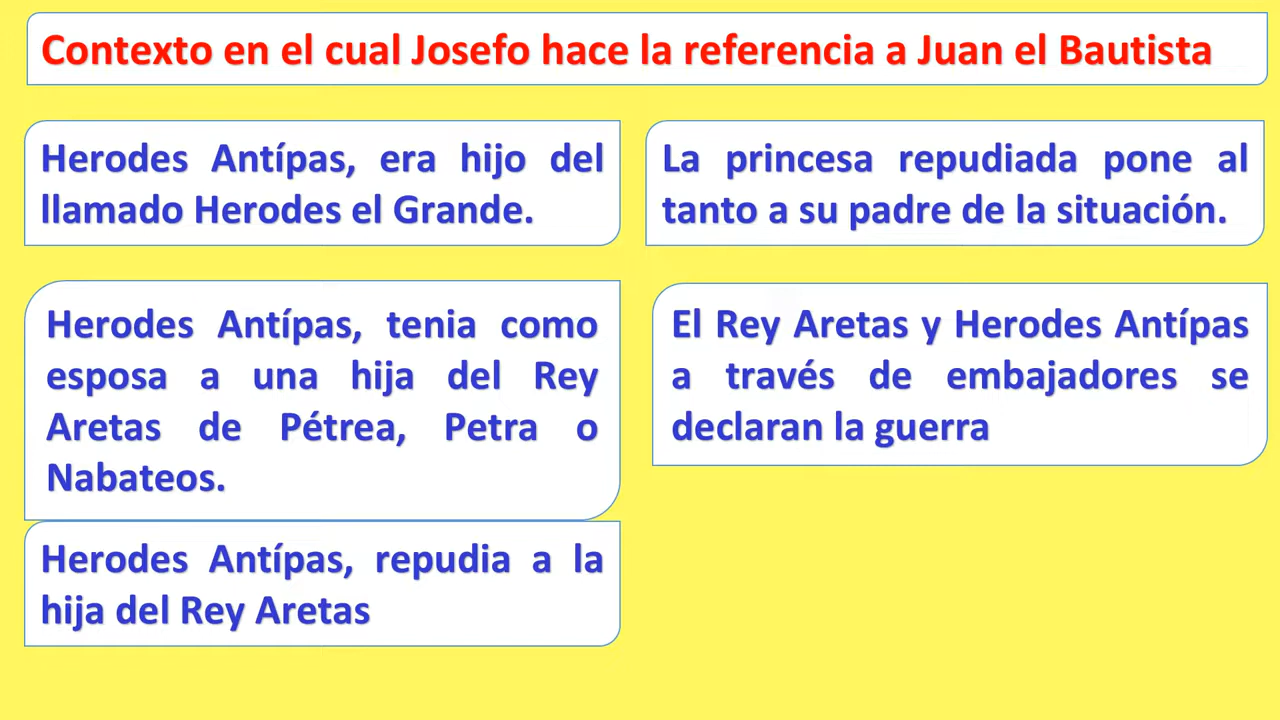 Contexto en el cual Josefo hace la referencia a Juan el Bautista
Herodes Antípas, era hijo del
llamado Herodes el Grande.
Herodes Antípas, tenia como
esposa a una hija del Rey
Aretas de Pétrea, Petra o
Nabateos.
Herodes Antípas, repudia a la
hija del Rey Aretas
La princesa repudiada pone al
tanto a su padre de la situación.
El Rey Aretas y Herodes Antípas
a través de embajadores se
declaran la guerra